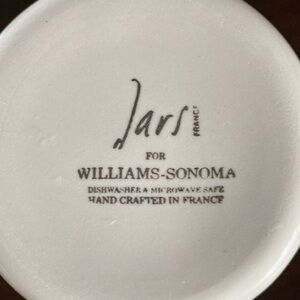 Jars FRANCE
FOR
WILLIAMS-SONOMA
DISHWASHER & MICROWAVE SAFE
HAND CRAFTED IN FRANCE